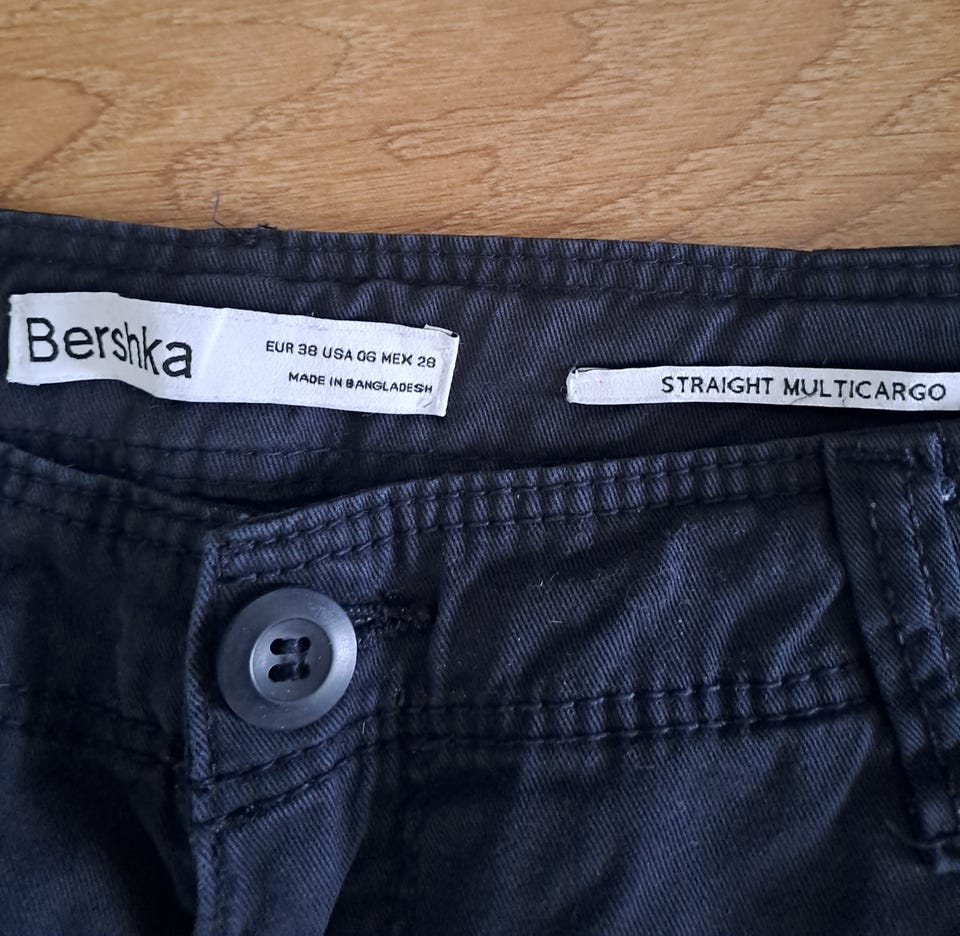 Bershka
EUR 38 USA 06 MEX 28
MADE IN BANGLADESH
STRAIGHT MULTICARGO